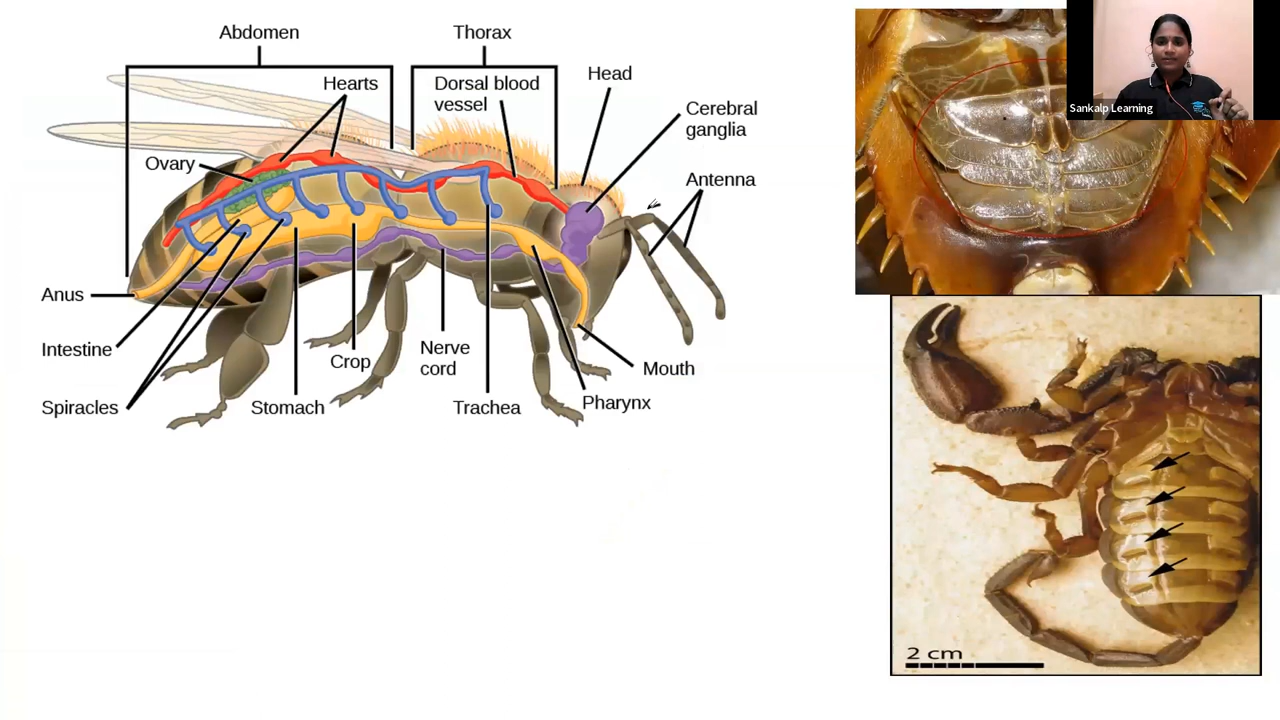 Abdomen
Thorax
Hearts
Dorsal blood
vessel
Head
Cerebral
ganglia
Ovary
Antenna
Anus
Intestine
Spiracles
Stomach
Crop
Nerve
cord
Trachea
Pharynx
Mouth
Sankalp Learning
2 cm